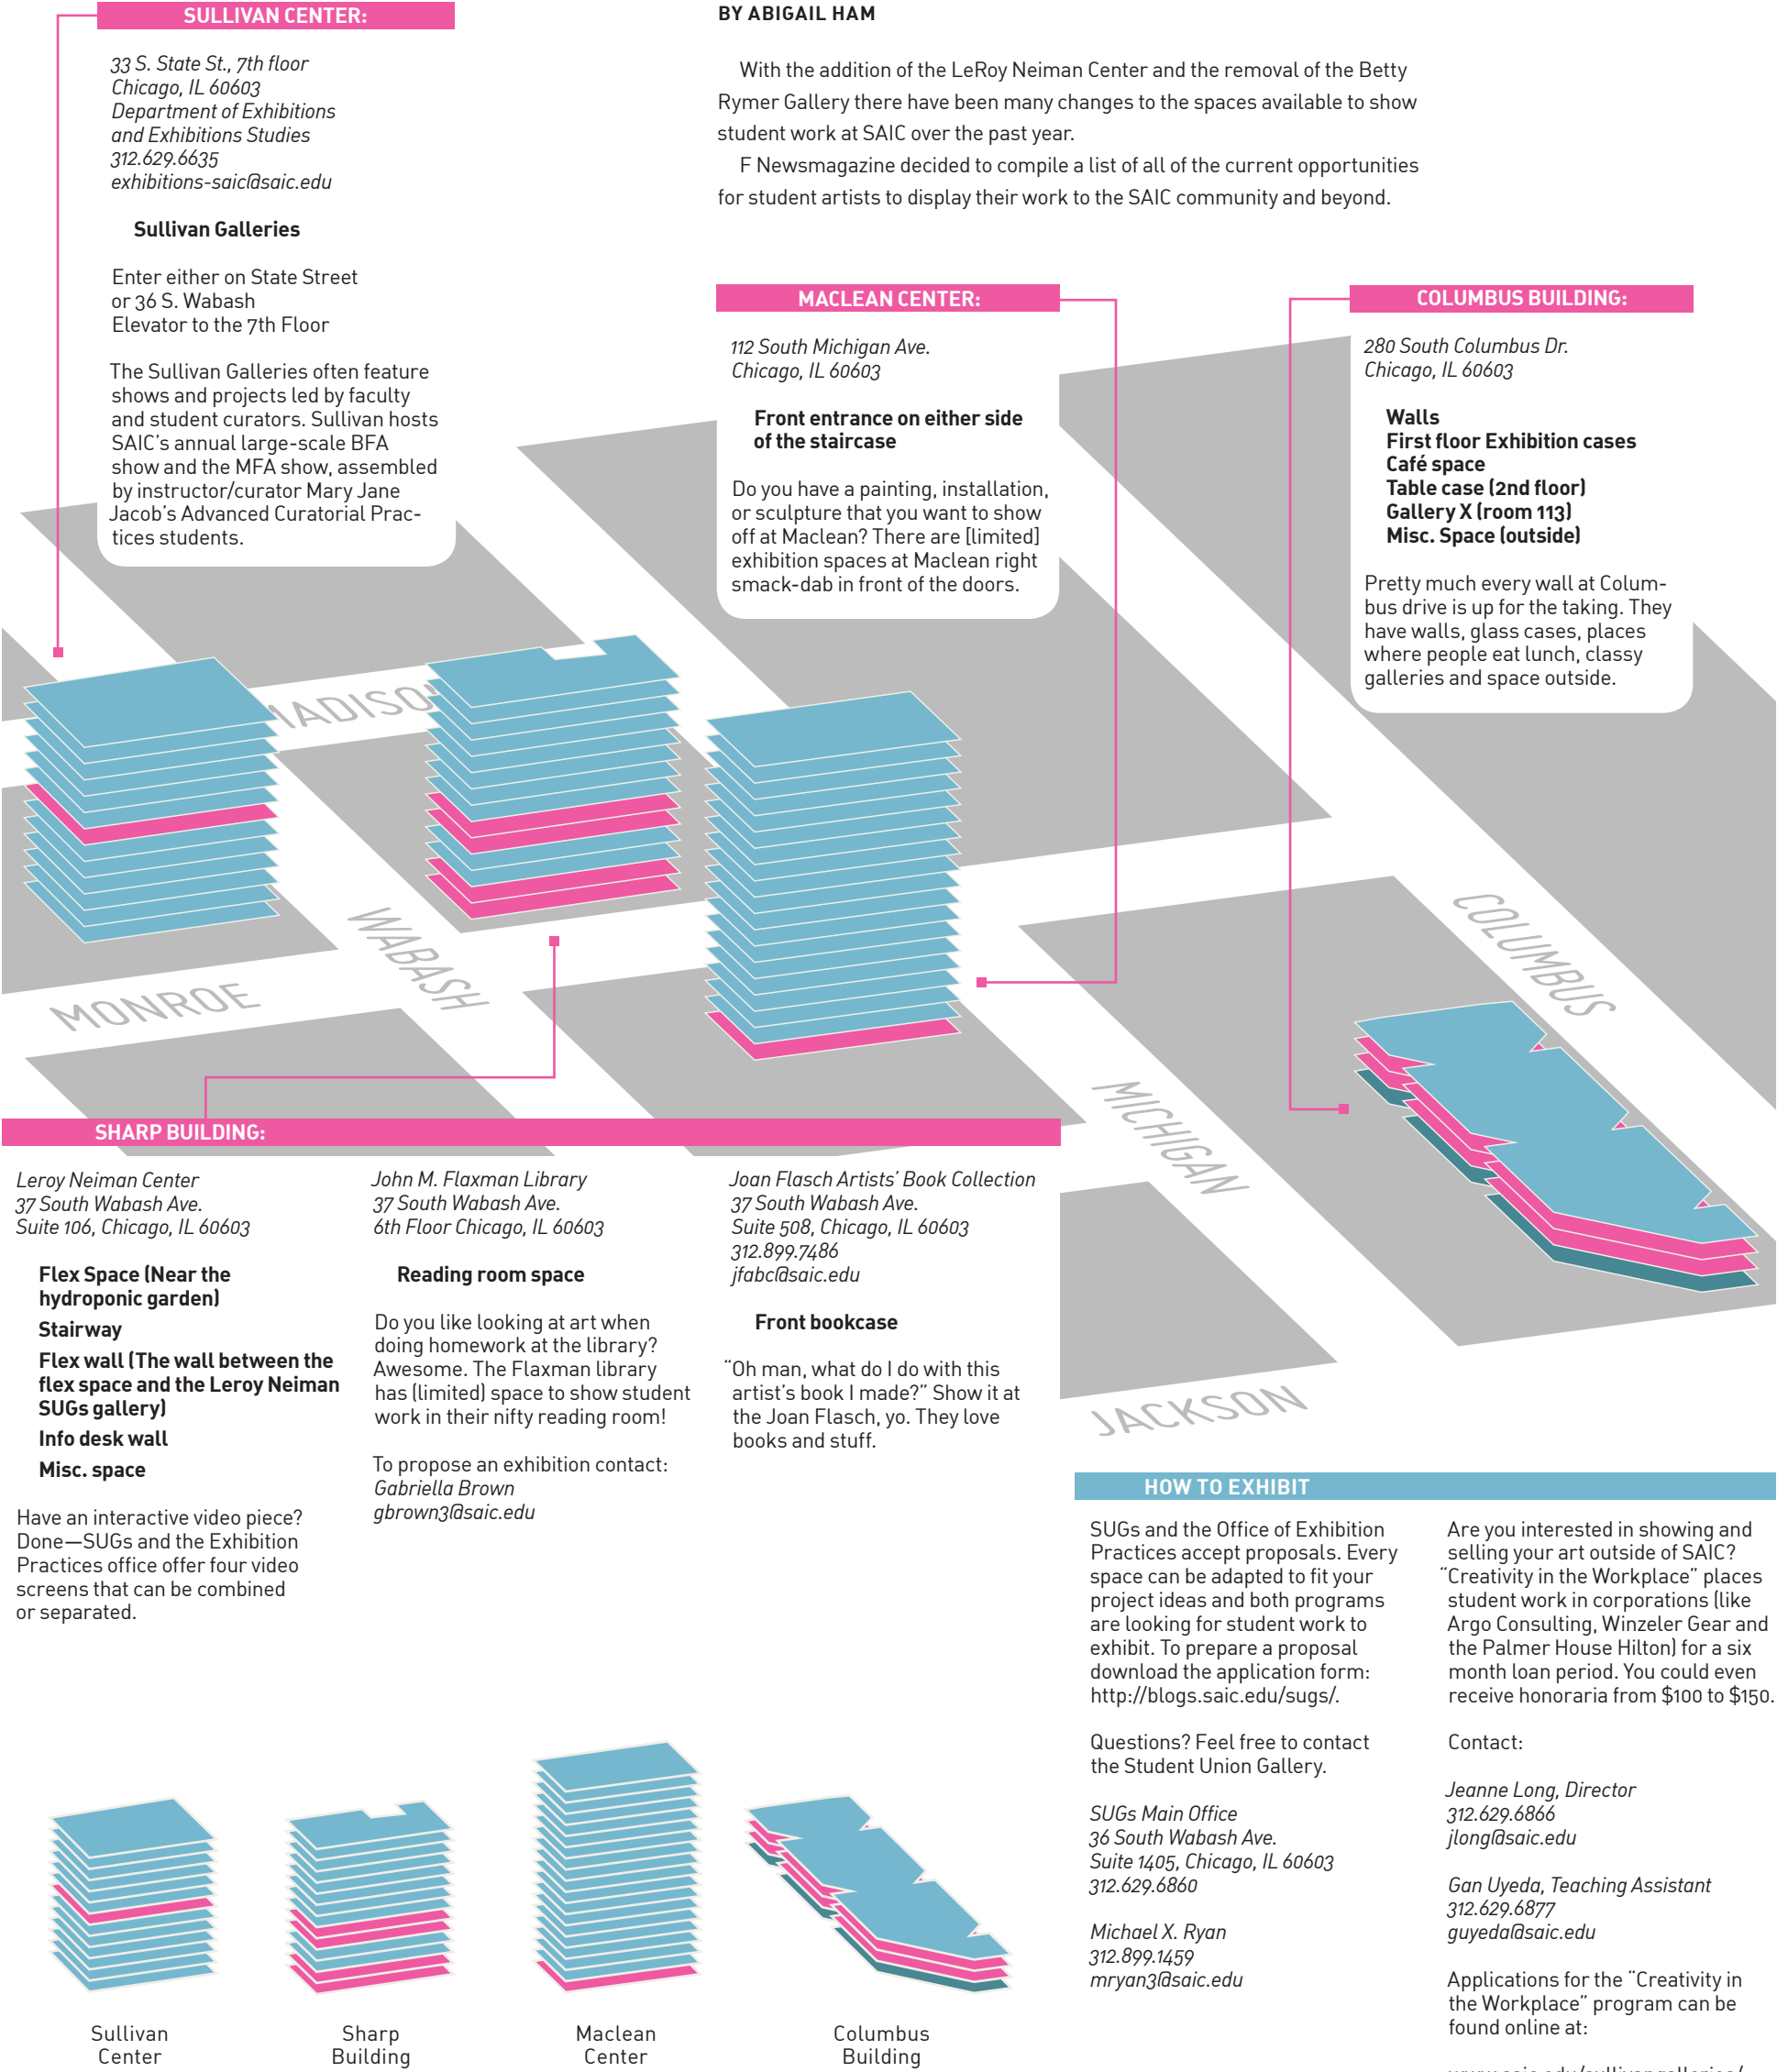 SULLIVAN CENTER:
33 S. State St., 7th floor
Chicago, IL 60603
Department of Exhibitions
and Exhibitions Studies
312.629.6635
exhibitions-saic@saic.edu
Sullivan Galleries
Enter either on State Street
or 36 S. Wabash
Elevator to the 7th Floor
The Sullivan Galleries often feature
shows and projects led by faculty
and student curators. Sullivan hosts
SAIC's annual large-scale BFA
show and the MFA show, assembled
by instructor/curator Mary Jane
Jacob's Advanced Curatorial Prac-
tices students.
BY ABIGAIL HAM
With the addition of the LeRoy Neiman Center and the removal of the Betty
Rymer Gallery there have been many changes to the spaces available to show
student work at SAIC over the past year.
F Newsmagazine decided to compile a list of all of the current opportunities
for student artists to display their work to the SAIC community and beyond.
MACLEAN CENTER:
112 South Michigan Ave.
Chicago, IL 60603
Front entrance on either side
of the staircase
Do you have a painting, installation,
or sculpture that you want to show
off at Maclean? There are [limited]
exhibition spaces at Maclean right
smack-dab in front of the doors.
COLUMBUS BUILDING:
280 South Columbus Dr.
Chicago, IL 60603
Walls
First floor Exhibition cases
Café space
Table case (2nd floor)
Gallery X (room 113)
Misc. Space (outside)
Pretty much every wall at Colum-
bus drive is up for the taking. They
have walls, glass cases, places
where people eat lunch, classy
galleries and space outside.
MADISON
WABASH
MONROE
COLUMBUS
MICHIGAN
JACKSON
SHARP BUILDING:
Leroy Neiman Center
37 South Wabash Ave.
Suite 106, Chicago, IL 60603
Flex Space (Near the
hydroponic garden)
Stairway
Flex wall (The wall between the
flex space and the Leroy Neiman
SUGs gallery)
Info desk wall
Misc. space
Have an interactive video piece?
Done—SUGs and the Exhibition
Practices office offer four video
screens that can be combined
or separated.
John M. Flaxman Library
37 South Wabash Ave.
6th Floor Chicago, IL 60603
Reading room space
Do you like looking at art when
doing homework at the library?
Awesome. The Flaxman library
has (limited) space to show student
work in their nifty reading room!
To propose an exhibition contact:
Gabriella Brown
gbrown3@saic.edu
Joan Flasch Artists' Book Collection
37 South Wabash Ave.
Suite 508, Chicago, IL 60603
312.899.7486
jfabc@saic.edu
Front bookcase
"Oh man, what do I do with this
artist's book I made?" Show it at
the Joan Flasch, yo. They love
books and stuff.
HOW TO EXHIBIT
SUGs and the Office of Exhibition
Practices accept proposals. Every
space can be adapted to fit your
project ideas and both programs
are looking for student work to
exhibit. To prepare a proposal
download the application form:
http://blogs.saic.edu/sugs/.
Questions? Feel free to contact
the Student Union Gallery.
SUGs Main Office
36 South Wabash Ave.
Suite 1405, Chicago, IL 60603
312.629.6860
Michael X. Ryan
312.899.1459
mryan3@saic.edu
Are you interested in showing and
selling your art outside of SAIC?
"Creativity in the Workplace" places
student work in corporations (like
Argo Consulting, Winzeler Gear and
the Palmer House Hilton) for a six
month loan period. You could even
receive honoraria from $100 to $150.
Contact:
Jeanne Long, Director
312.629.6866
jlong@saic.edu
Gan Uyeda, Teaching Assistant
312.629.6877
guyeda@saic.edu
Applications for the "Creativity in
the Workplace" program can be
found online at:
Sullivan
Center
Sharp
Building
Maclean
Center
Columbus
Building